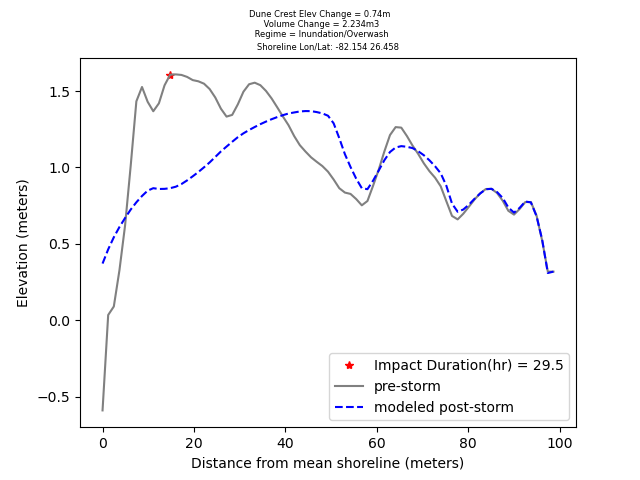 Dune Crest Elev Change = 0.74m
Volume Change = 2.234m3
Regime = Inundation/Overwash
Shoreline Lon/Lat: -82.154 26.458
1.5
1.0
0.5
0.0
−0.5
Elevation (meters)
Impact Duration(hr) = 29.5
pre-storm
modeled post-storm
0 20 40 60 80 100
Distance from mean shoreline (meters)